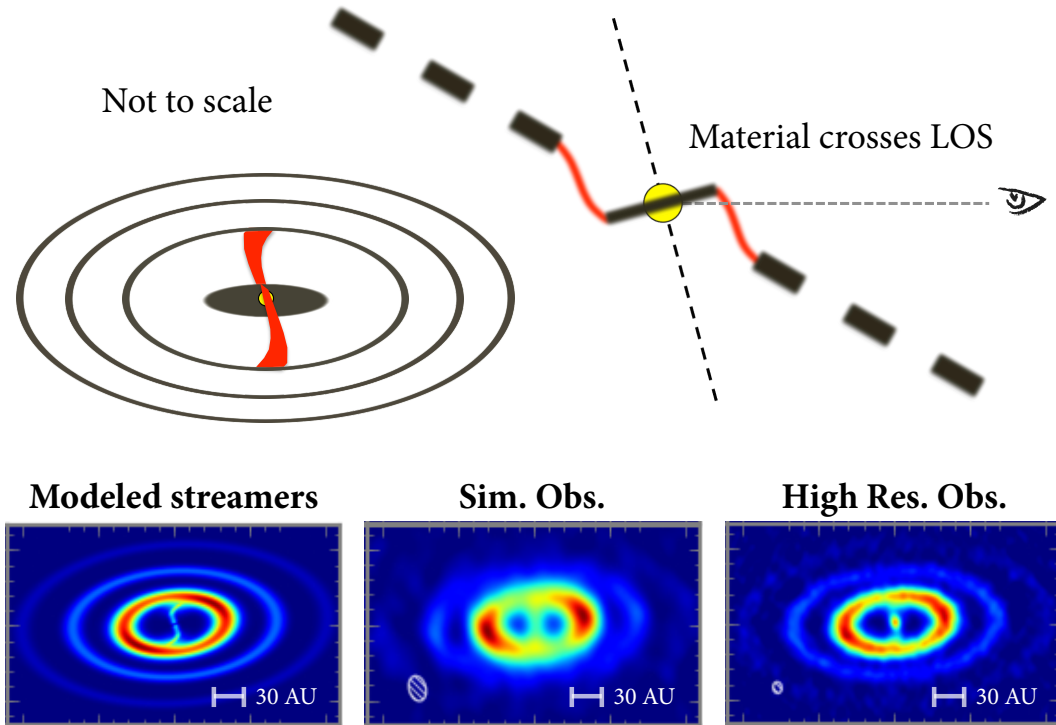 Not to scale
Material crosses LOS
Modeled streamers
Sim. Obs.
High Res. Obs.
30 AU
30 AU
30 AU